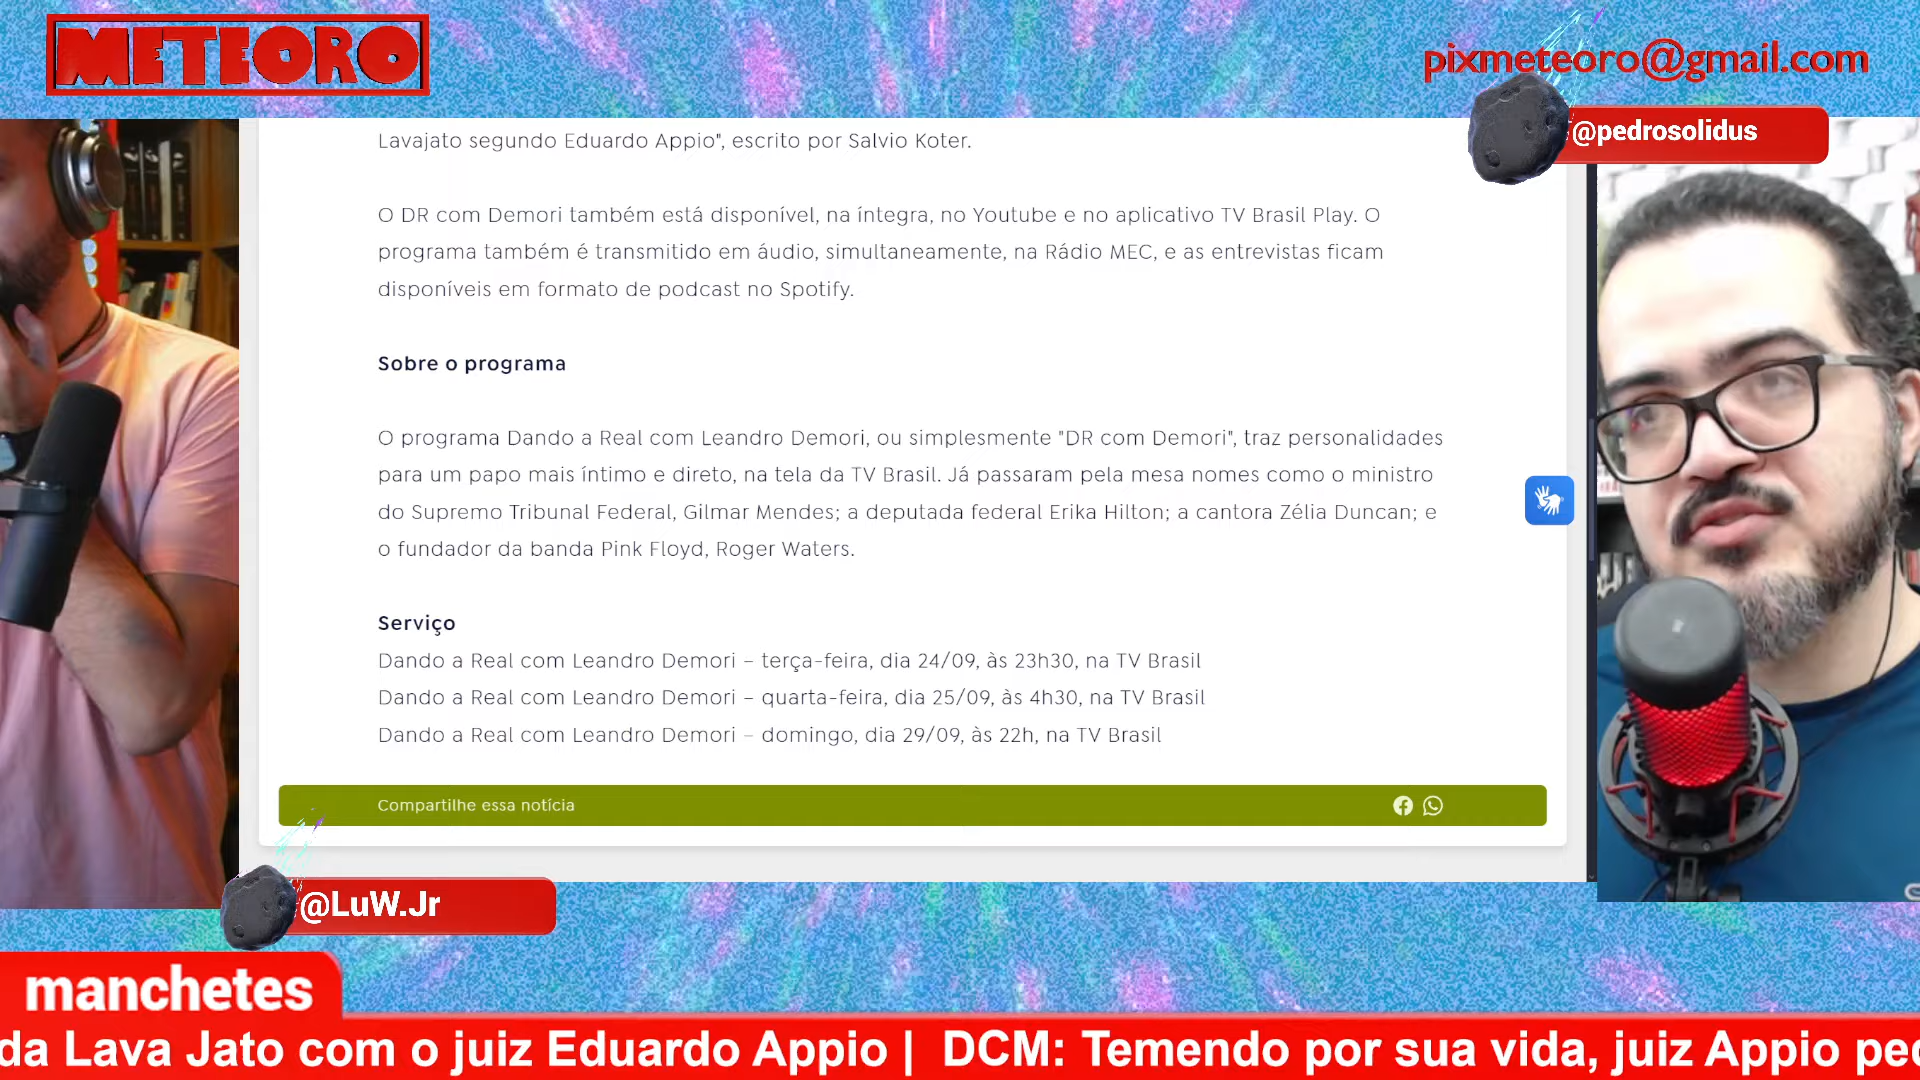 METEORO
pixmeteoro@gmail.com
@pedrosolidus
Lavajato segundo Eduardo Appio", escrito por Salvio Koter.
O DR com Demori também está disponível, na íntegra, no Youtube e no aplicativo TV Brasil Play. O
programa também é transmitido em áudio, simultaneamente, na Rádio MEC, e as entrevistas ficam
disponíveis em formato de podcast no Spotify.
Sobre o programa
O programa Dando a Real com Leandro Demori, ou simplesmente "DR com Demori", traz personalidades
para um papo mais íntimo e direto, na tela da TV Brasil. Já passaram pela mesa nomes como o ministro
do Supremo Tribunal Federal, Gilmar Mendes; a deputada federal Erika Hilton; a cantora Zélia Duncan; e
o fundador da banda Pink Floyd, Roger Waters.
Serviço
Dando a Real com Leandro Demori – terça-feira, dia 24/09, às 23h30, na TV Brasil
Dando a Real com Leandro Demori – quarta-feira, dia 25/09, às 4h30, na TV Brasil
Dando a Real com Leandro Demori – domingo, dia 29/09, às 22h, na TV Brasil
Compartilhe essa notícia
@LuW.Jr
manchetes
da Lava Jato com o juiz Eduardo Appio | DCM: Temendo por sua vida, juiz Appio pe